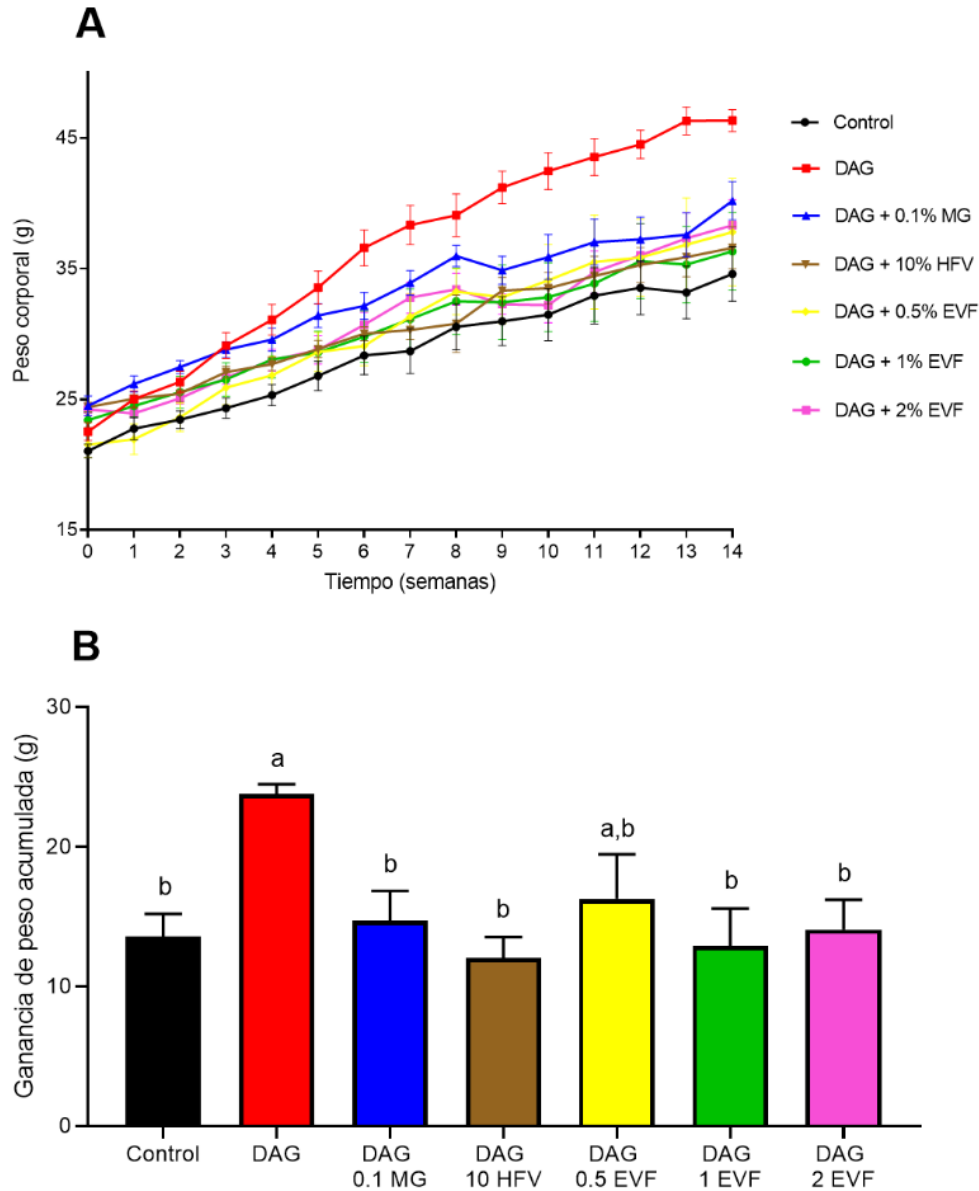 A
Peso corporal (g)
45
35
25
15
0 1 2 3 4 5 6 7 8 9 10 11 12 13 14
Tiempo (semanas)
Control
DAG
DAG + 0.1% MG
DAG + 10% HFV
DAG + 0.5% EVF
DAG + 1% EVF
DAG + 2% EVF
B
Ganancia de peso acumulada (g)
30
20
10
0
b
a
b
b
a,b
b
b
Control
DAG
DAG
0.1 MG
DAG
10 HFV
DAG
0.5 EVF
DAG
1 EVF
DAG
2 EVF